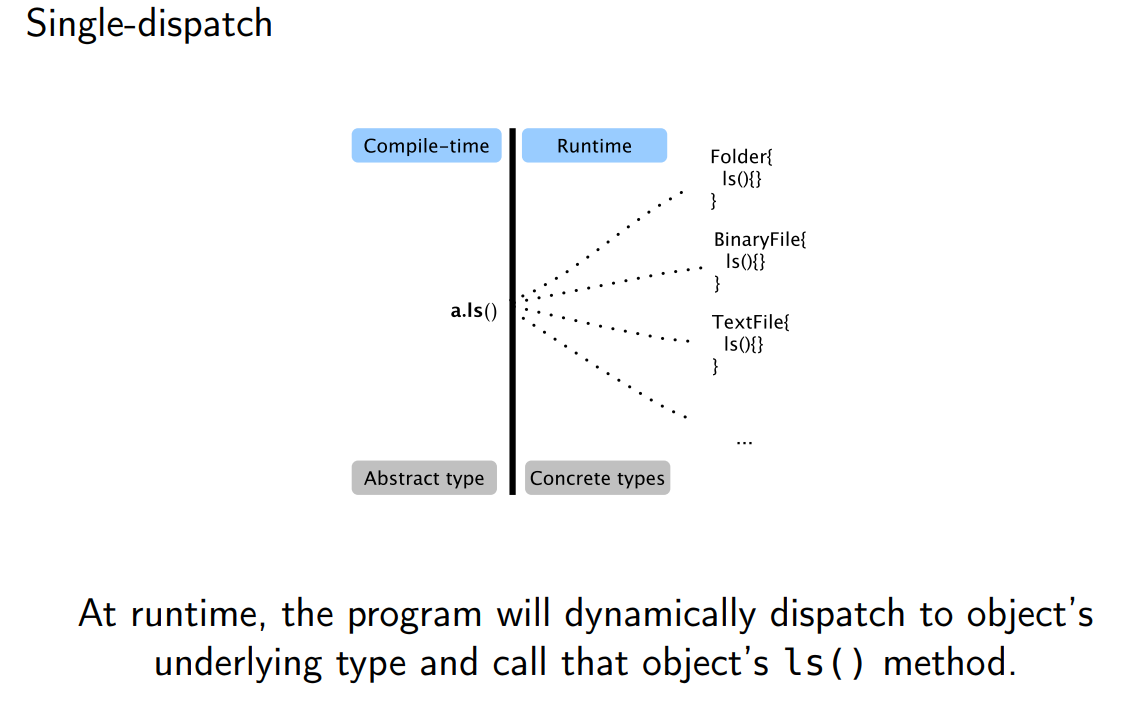 Single-dispatch
Compile-time
Runtime
Folder{
ls(){}
}
BinaryFile{
ls(){}
}
a.ls()
TextFile{
ls(){}
}
...
Abstract type
Concrete types
At runtime, the program will dynamically dispatch to object's
underlying type and call that object's ls() method.